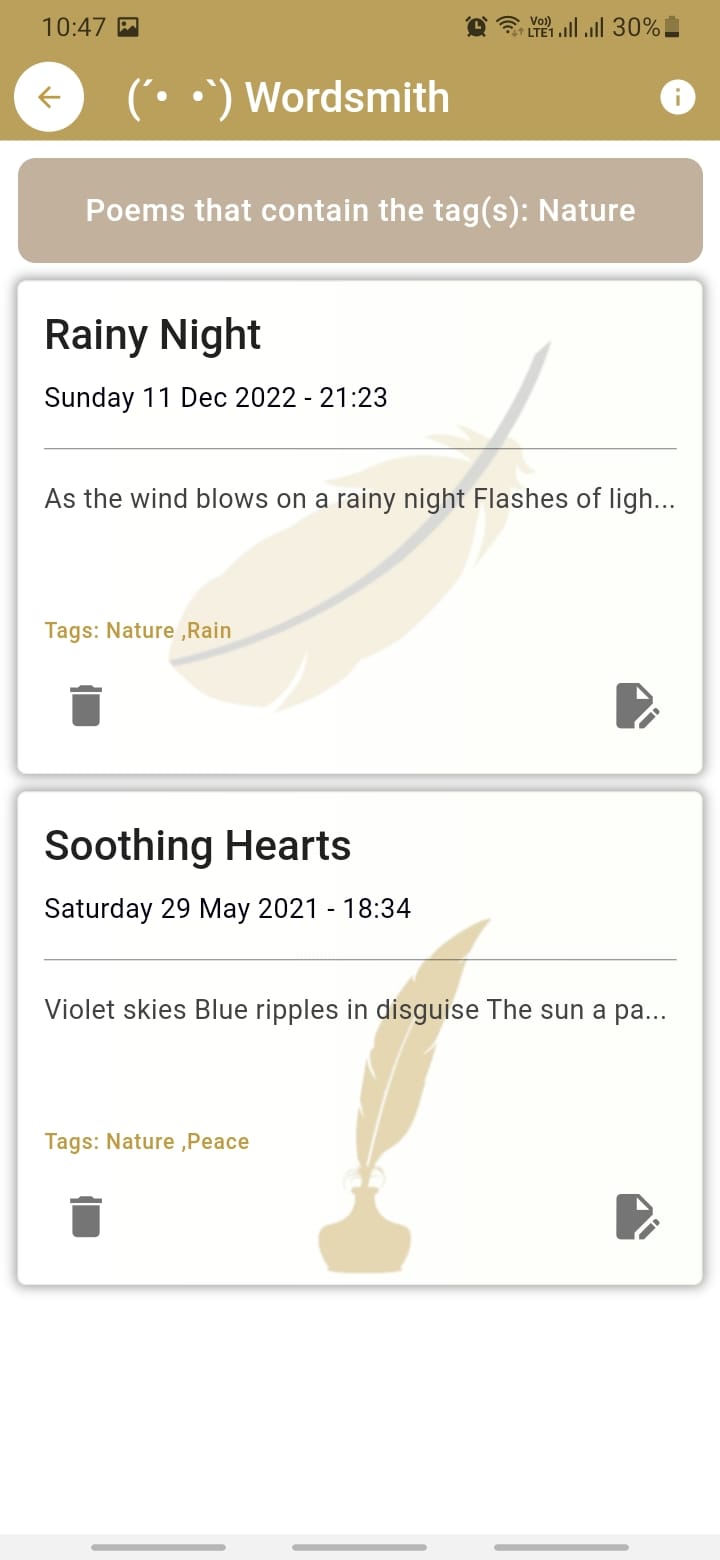 10:47 Vo)) LTE1 30%
(´• •`) Wordsmith
Poems that contain the tag(s): Nature
Rainy Night
Sunday 11 Dec 2022 - 21:23
As the wind blows on a rainy night Flashes of ligh...
Tags: Nature ,Rain
Soothing Hearts
Saturday 29 May 2021 - 18:34
Violet skies Blue ripples in disguise The sun a pa...
Tags: Nature ,Peace